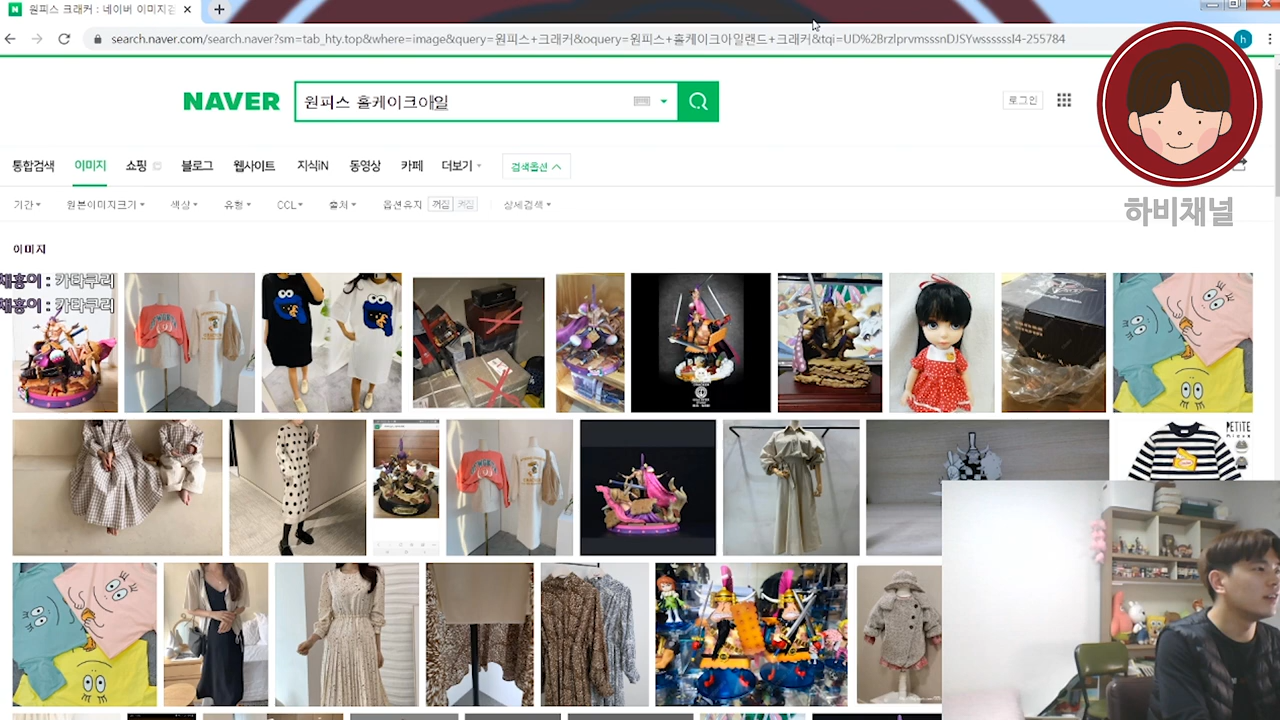 원피스 크래커 : 네이버 이미지검
search.naver.com/search.naver?sm=tab_hty.top&where=image&query=원피스+크래커&oquery=원피스+홀케이크아일랜드+크래커&tqi=UD%2BrzlprvmsssnDJSYwssssssI4-255784
h
NAVER
원피스 홀케이크애일
로그인
통합검색 이미지 쇼핑 블로그 웹사이트 지식iN 동영상 카페 더보기 검색옵션
기간 원본이미지크기 색상 유형 CCL 출처 옵션유지 꺼짐 켜짐 상세검색
하비채널
이미지
채홍이 : 카타쿠리
채홍이 : 카타쿠리
PETITE